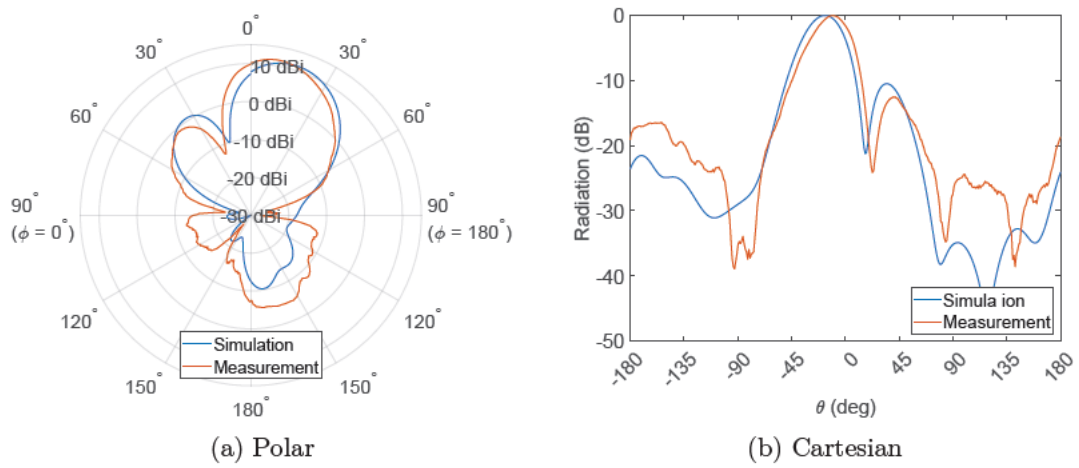 0°
30°
30°
10 dBi
60°
60°
0 dBi
-10 dBi
-20 dBi
90°
-30 dBi
90°
(ϕ = 0°)
(ϕ = 180°)
120°
120°
Simulation
Measurement
150°
150°
180°
(a) Polar
0
-10
-20
-30
-40
-50
Radiation (dB)
Simula ion
Measurement
-180
-135
-90
-45
0
45
90
135
180
θ (deg)
(b) Cartesian